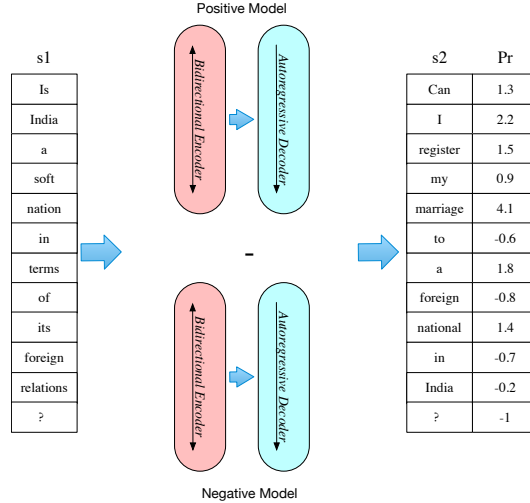 Positive Model
s1
Is
India
a
soft
nation
in
terms
of
its
foreign
relations
?
Bidirectional Encoder
Autoregressive Decoder
-
Bidirectional Encoder
Autoregressive Decoder
Negative Model
s2 Pr
Can 1.3
I 2.2
register 1.5
my 0.9
marriage 4.1
to -0.6
a 1.8
foreign -0.8
national 1.4
in -0.7
India -0.2
? -1